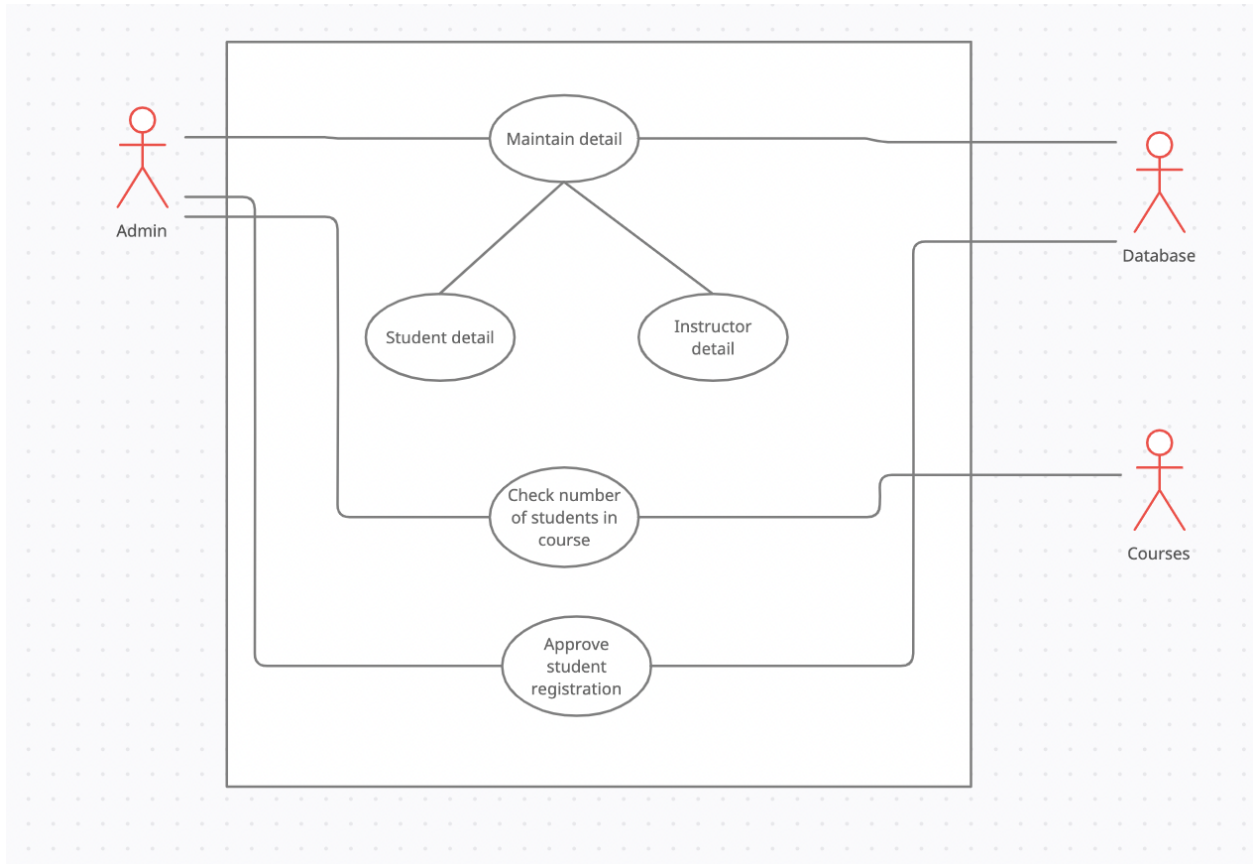 Maintain detail
Admin
Database
Student detail
Instructor
detail
Check number
of students in
course
Courses
Approve
student
registration